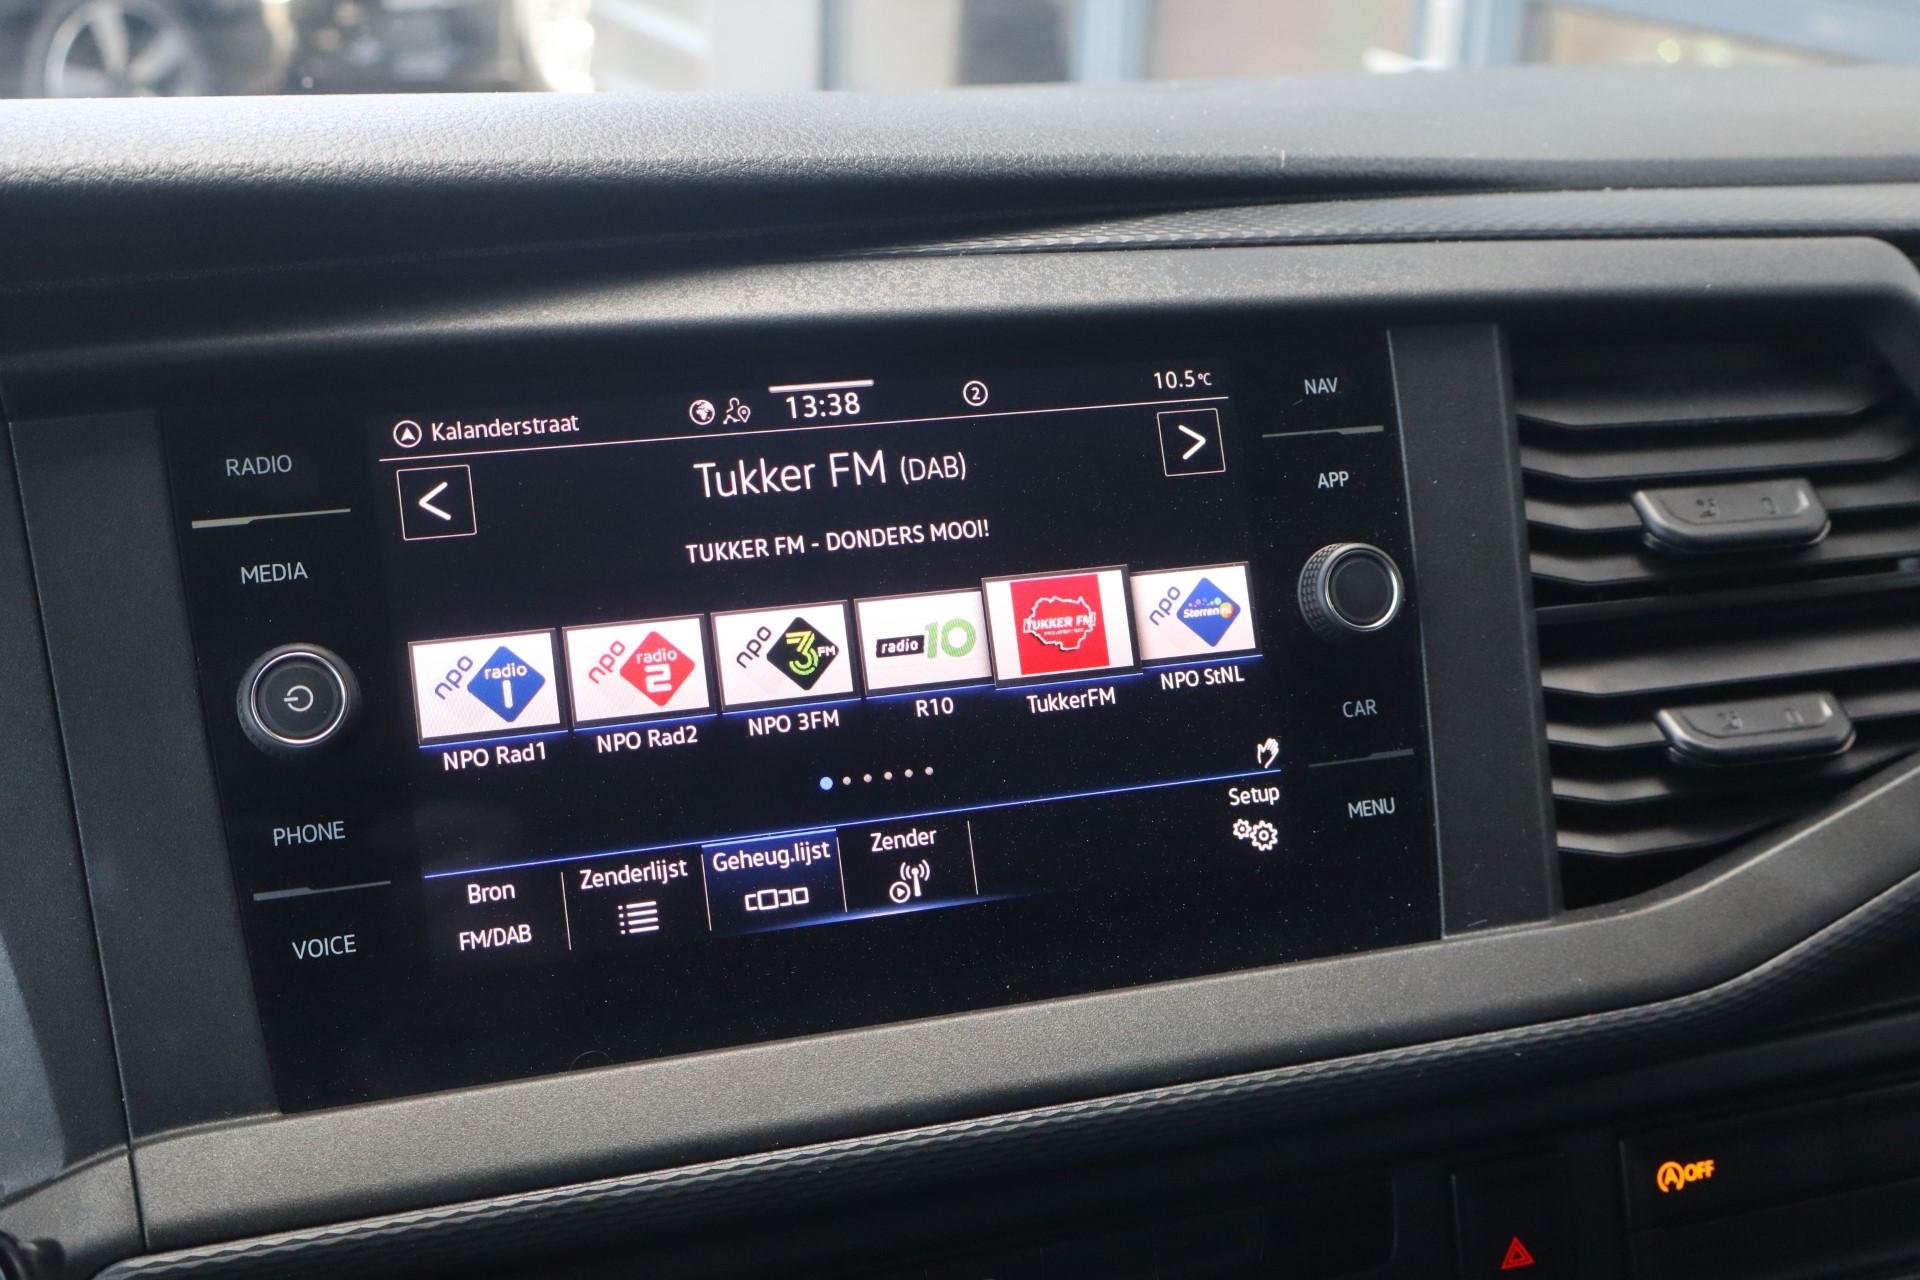 Kalanderstraat
13:38
2
10.5°C
NAV
RADIO
<
Tukker FM (DAB)
>
APP
TUKKER FM - DONDERS MOOI!
MEDIA
npo radio 1
npo radio 2
npo 3FM
radio 10
TUKKER FM
npo Sterren nl
NPO Rad1
NPO Rad2
NPO 3FM
R10
TukkerFM
NPO StNL
CAR
PHONE
Setup
MENU
Bron
Zenderlijst
Geheug.lijst
Zender
FM/DAB
VOICE
A OFF